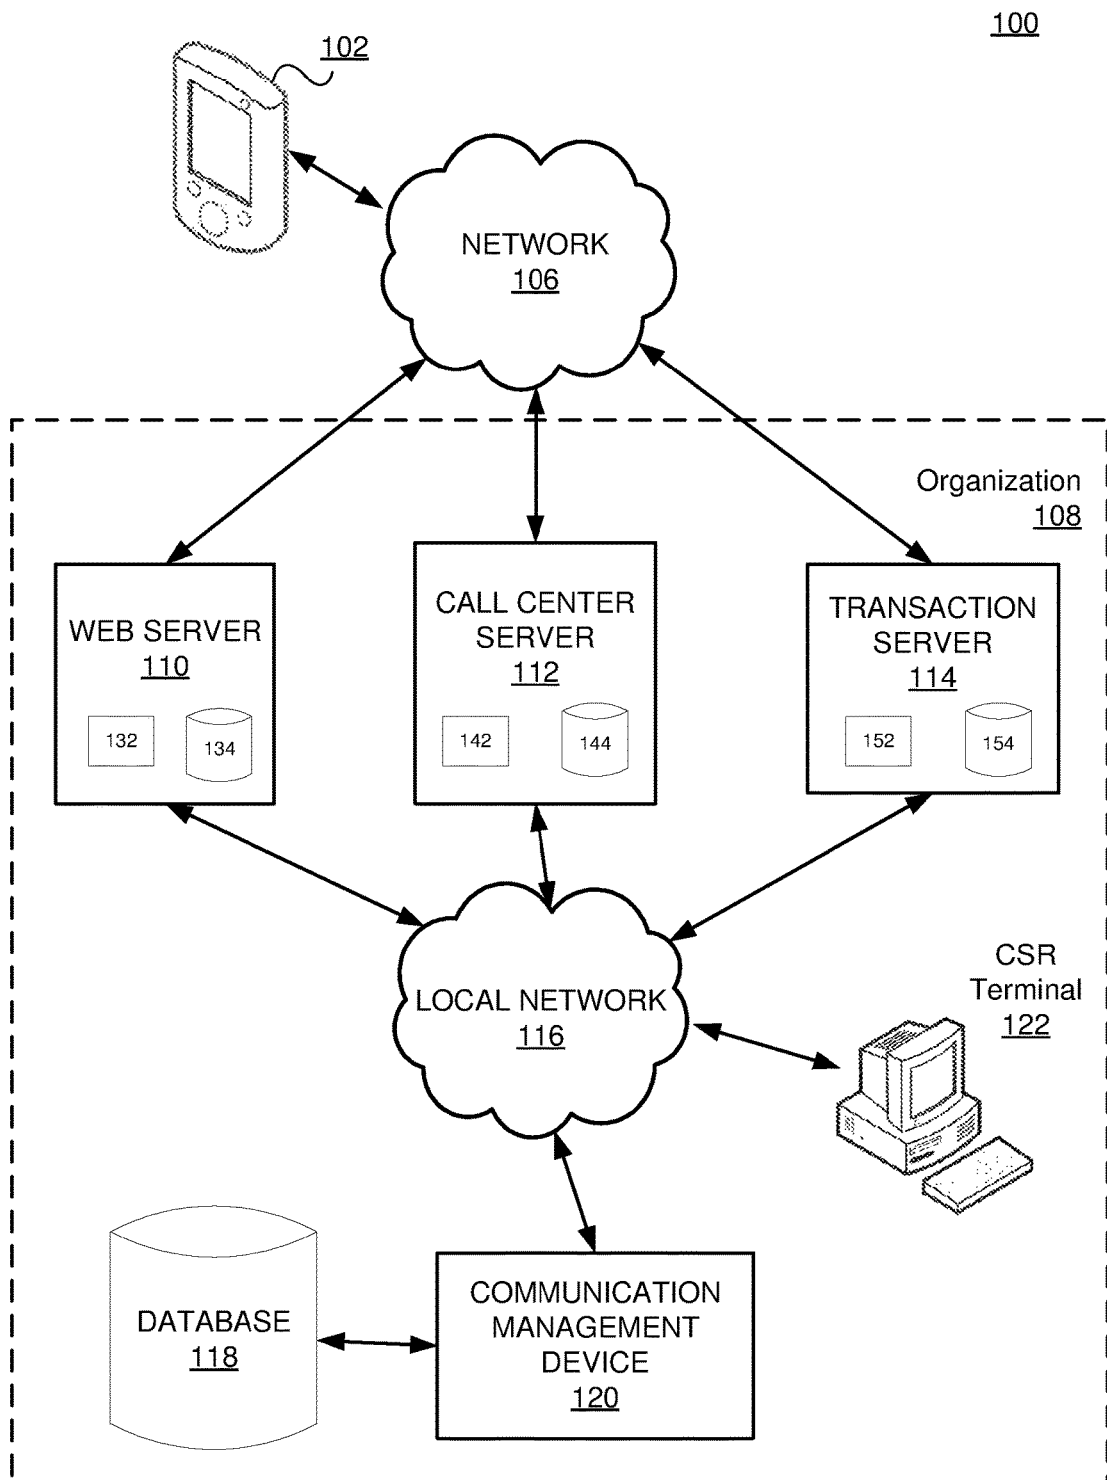 100
102
NETWORK
106
Organization
108
WEB SERVER
110
132
134
CALL CENTER
SERVER
112
142
144
TRANSACTION
SERVER
114
152
154
LOCAL NETWORK
116
CSR
Terminal
122
DATABASE
118
COMMUNICATION
MANAGEMENT
DEVICE
120